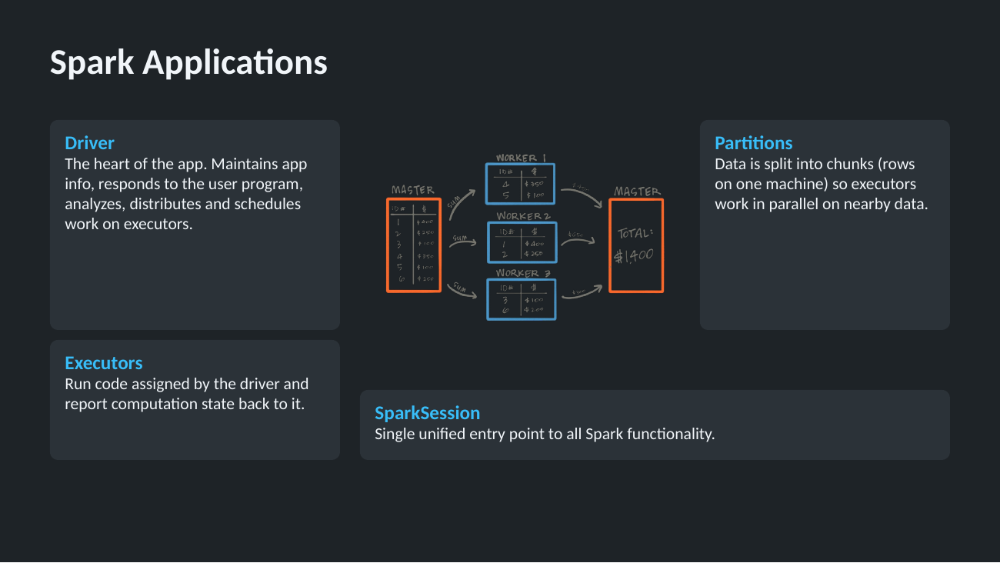 Spark Applications
Driver
The heart of the app. Maintains app
info, responds to the user program,
analyzes, distributes and schedules
work on executors.
Executors
Run code assigned by the driver and
report computation state back to it.
MASTER
ID# $
1 $400
2 $250
3 $100
4 $350
5 $100
6 $200
SUM
SUM
SUM
WORKER 1
ID# $
4 $350
5 $100
WORKER 2
ID# $
1 $400
2 $250
WORKER 3
ID# $
3 $100
6 $200
$300
MASTER
TOTAL:
$1,400
Partitions
Data is split into chunks (rows
on one machine) so executors
work in parallel on nearby data.
SparkSession
Single unified entry point to all Spark functionality.